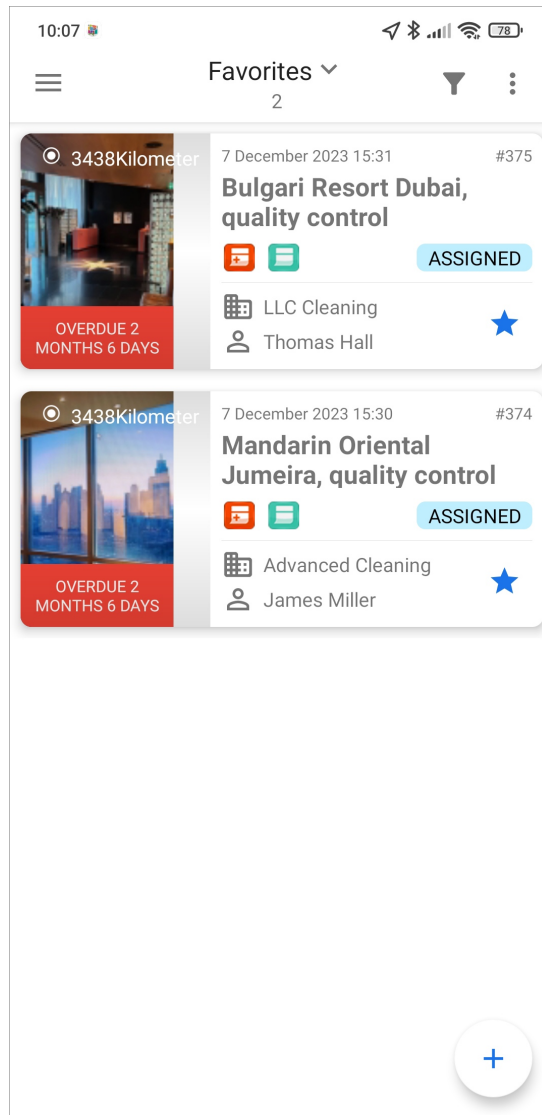 10:07
78
Favorites
2
3438Kilometer
7 December 2023 15:31
#375
Bulgari Resort Dubai,
quality control
ASSIGNED
LLC Cleaning
Thomas Hall
OVERDUE 2
MONTHS 6 DAYS
3438Kilometer
7 December 2023 15:30
#374
Mandarin Oriental
Jumeira, quality control
ASSIGNED
Advanced Cleaning
James Miller
OVERDUE 2
MONTHS 6 DAYS